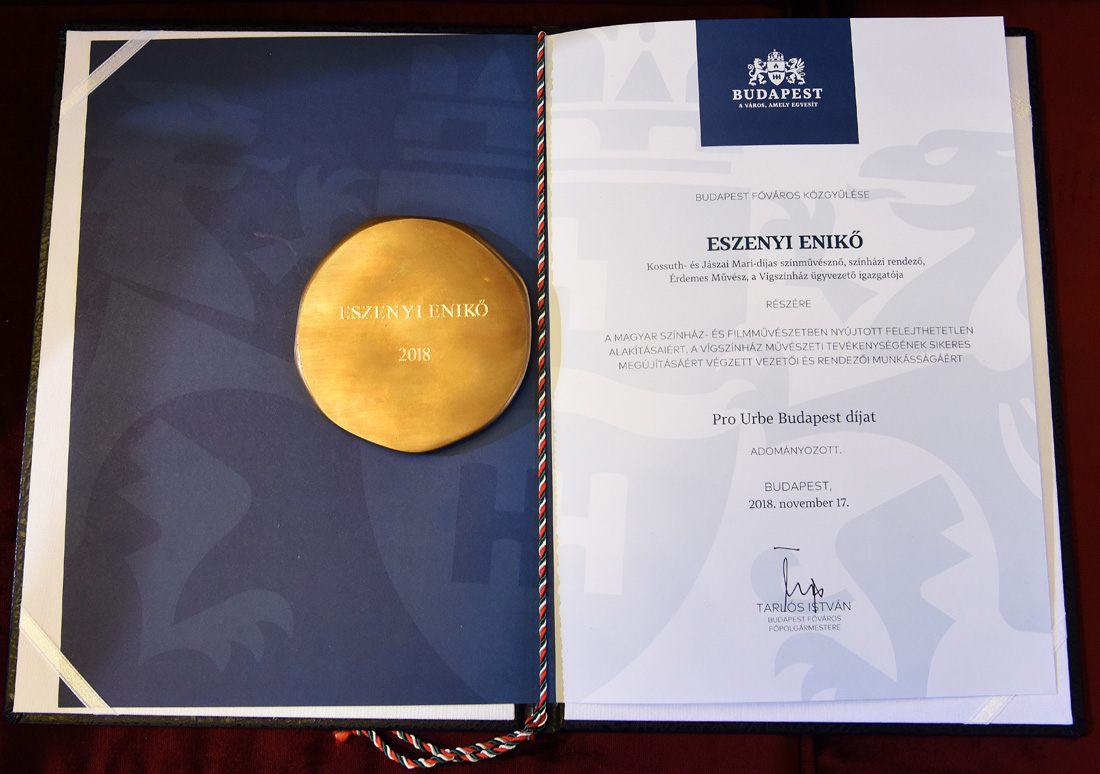 ESZENYI ENIKŐ
2018
BUDAPEST
A VÁROS, AMELY EGYESÍT
BUDAPEST FŐVÁROS KÖZGYŰLÉSE
ESZENYI ENIKŐ
Kossuth- és Jászai Mari-díjas színművésznő, színházi rendező,
Érdemes Művész, a Vígszínház ügyvezető igazgatója
RÉSZÉRE
A MAGYAR SZÍNHÁZ- ÉS FILMMŰVÉSZETBEN NYÚJTOTT FELEJTHETETLEN
ALAKÍTÁSAIÉRT, A VÍGSZÍNHÁZ MŰVÉSZETI TEVÉKENYSÉGÉNEK SIKERES
MEGÚJÍTÁSAIÉRT VÉGZETT VEZETŐI ÉS RENDEZŐI MUNKÁSSÁGÁÉRT
Pro Urbe Budapest díjat
ADOMÁNYOZOTT.
BUDAPEST,
2018. november 17.
TARLÓS ISTVÁN
BUDAPEST FŐVÁROS
FŐPOLGÁRMESTERE